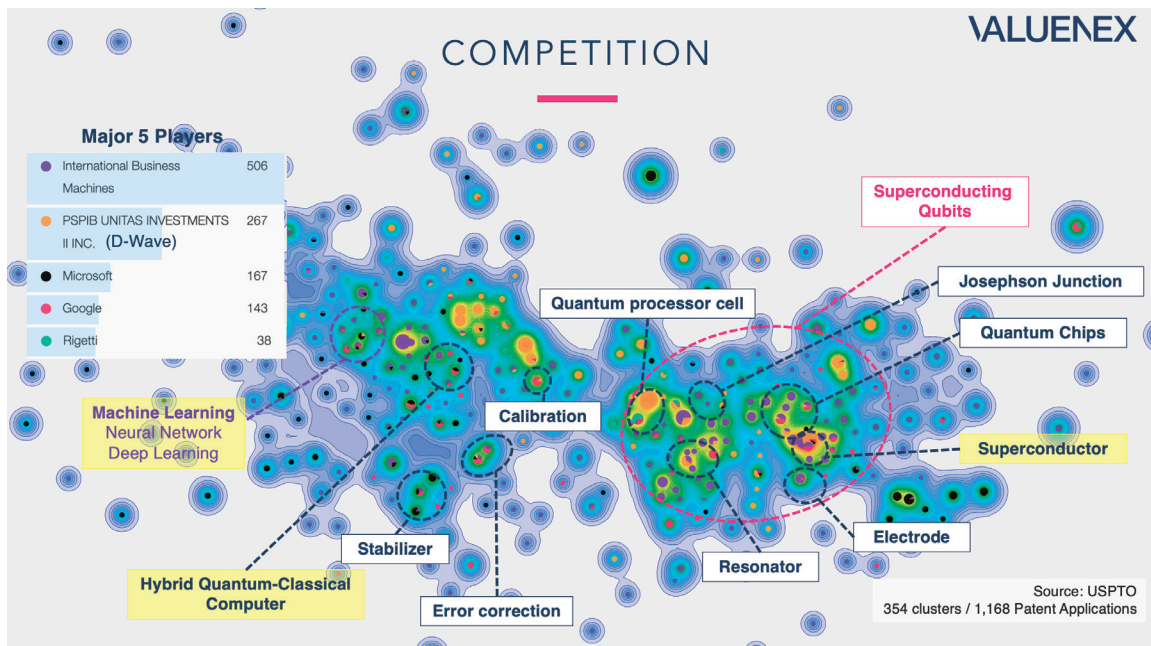 VALUENEX
COMPETITION
Major 5 Players
International Business 506
Machines
PSPIB UNITAS INVESTMENTS 267
II INC. (D-Wave)
Microsoft 167
Google 143
Rigetti 38
Superconducting
Qubits
Josephson Junction
Quantum processor cell
Quantum Chips
Machine Learning
Neural Network
Deep Learning
Calibration
Superconductor
Stabilizer
Electrode
Resonator
Hybrid Quantum-Classical
Computer
Error correction
Source: USPTO
354 clusters / 1,168 Patent Applications